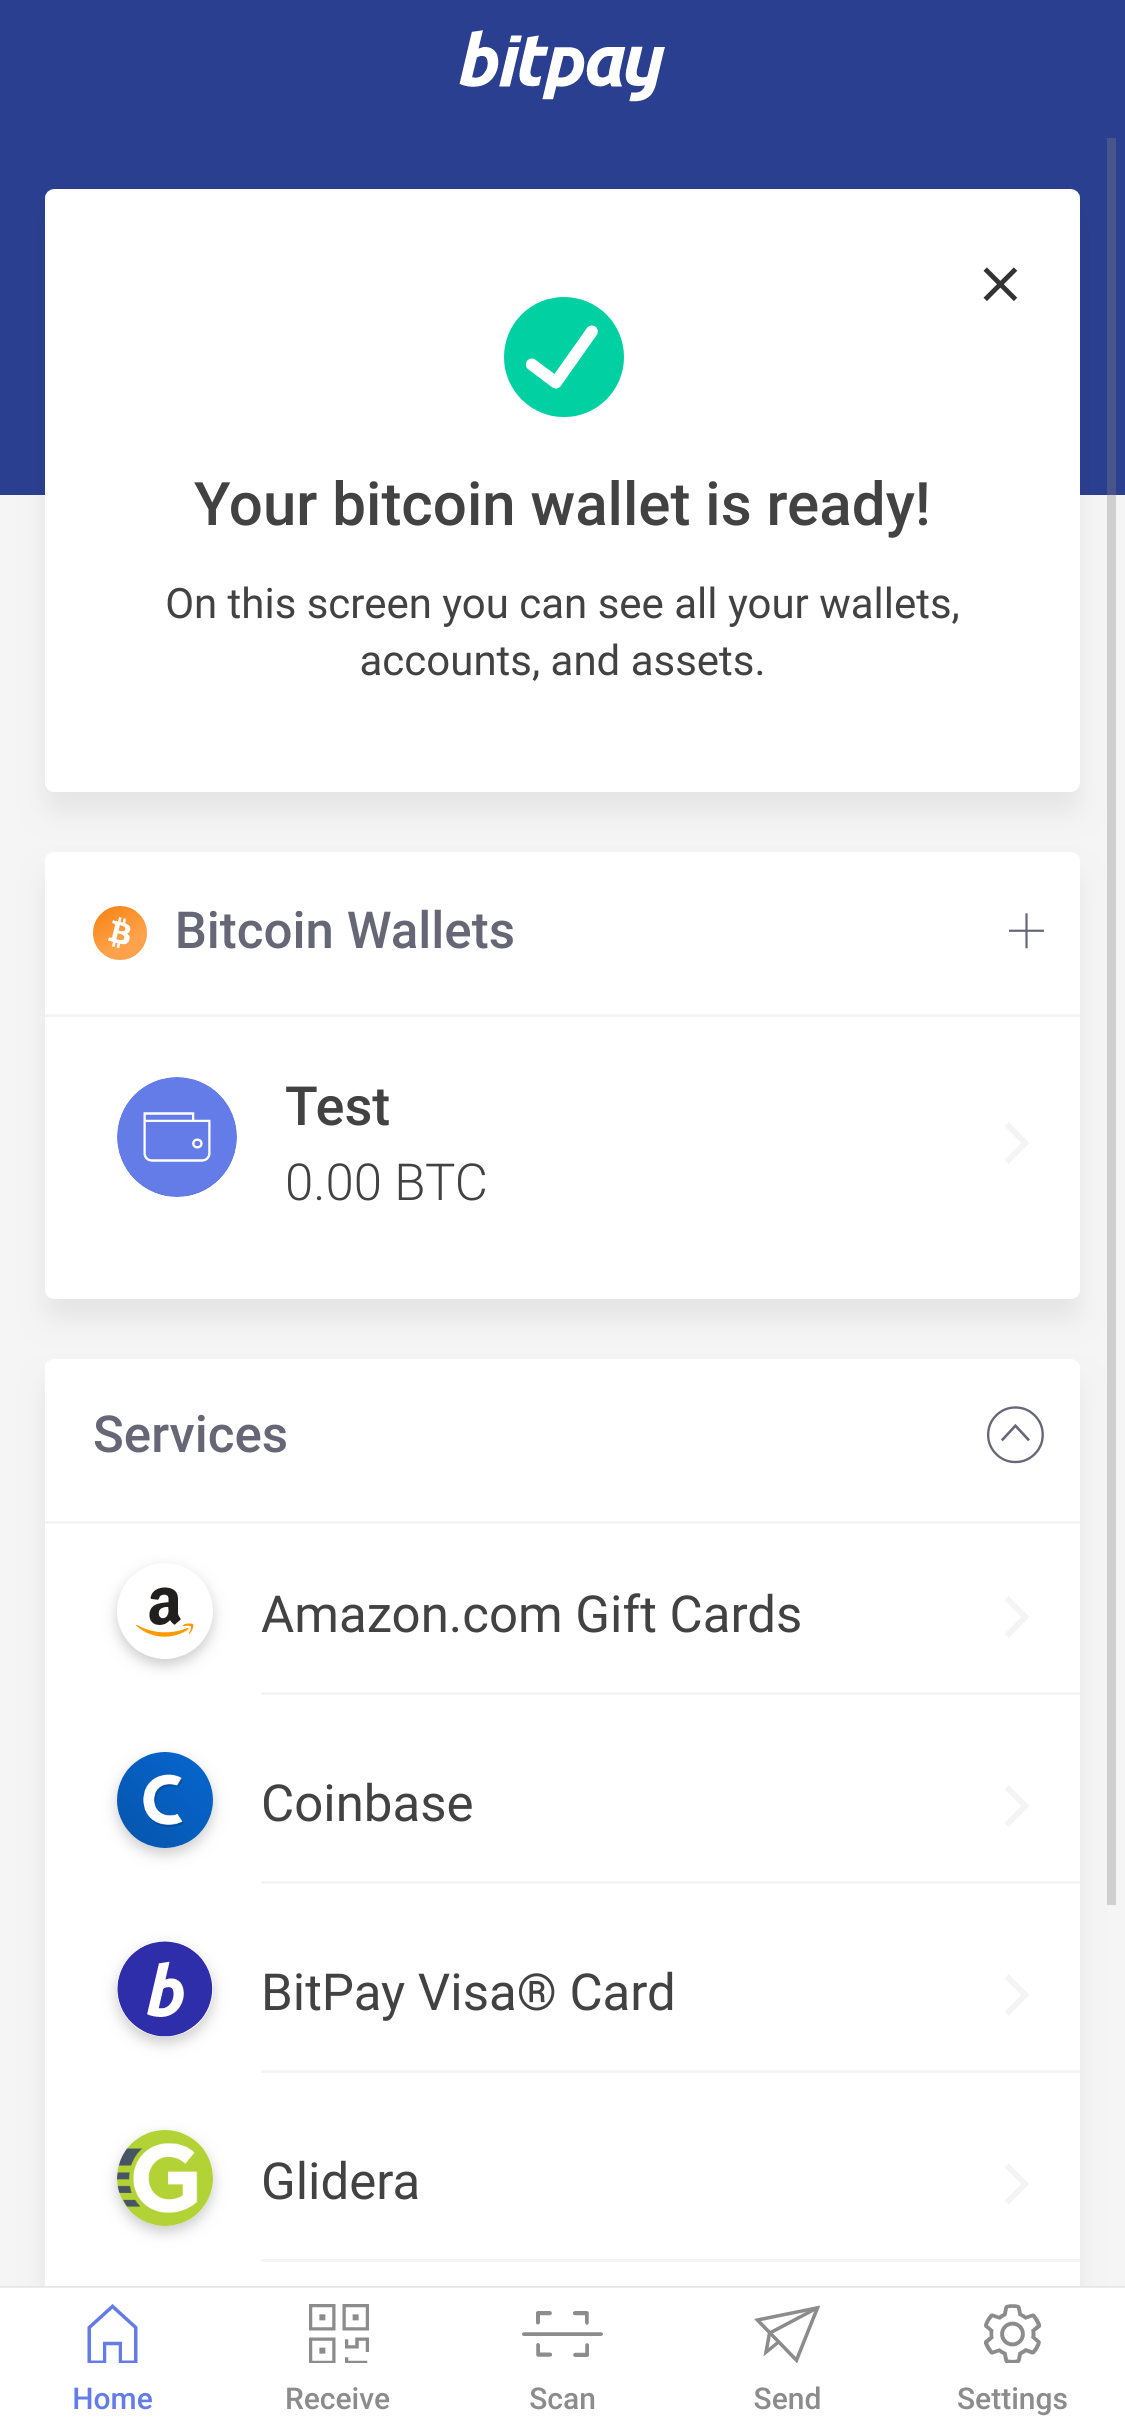 bitpay
Your bitcoin wallet is ready!
On this screen you can see all your wallets,
accounts, and assets.
Bitcoin Wallets
Test
0.00 BTC
Services
Amazon.com Gift Cards
Coinbase
BitPay Visa® Card
Glidera
Home
Receive
Scan
Send
Settings